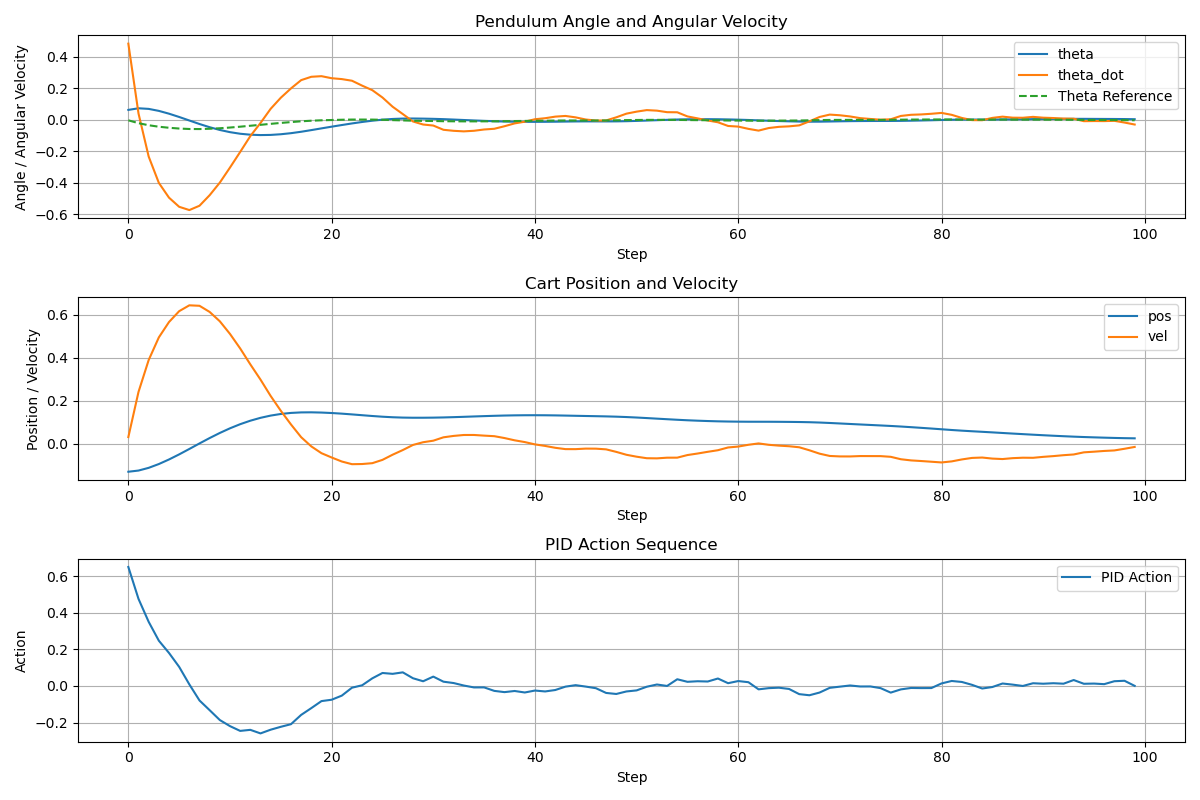 Pendulum Angle and Angular Velocity
Angle / Angular Velocity
0.4
0.2
0.0
−0.2
−0.4
−0.6
theta
theta_dot
Theta Reference
0 20 40 60 80 100
Step
Cart Position and Velocity
Position / Velocity
0.6
0.4
0.2
0.0
pos
vel
0 20 40 60 80 100
Step
PID Action Sequence
Action
0.6
0.4
0.2
0.0
−0.2
PID Action
0 20 40 60 80 100
Step